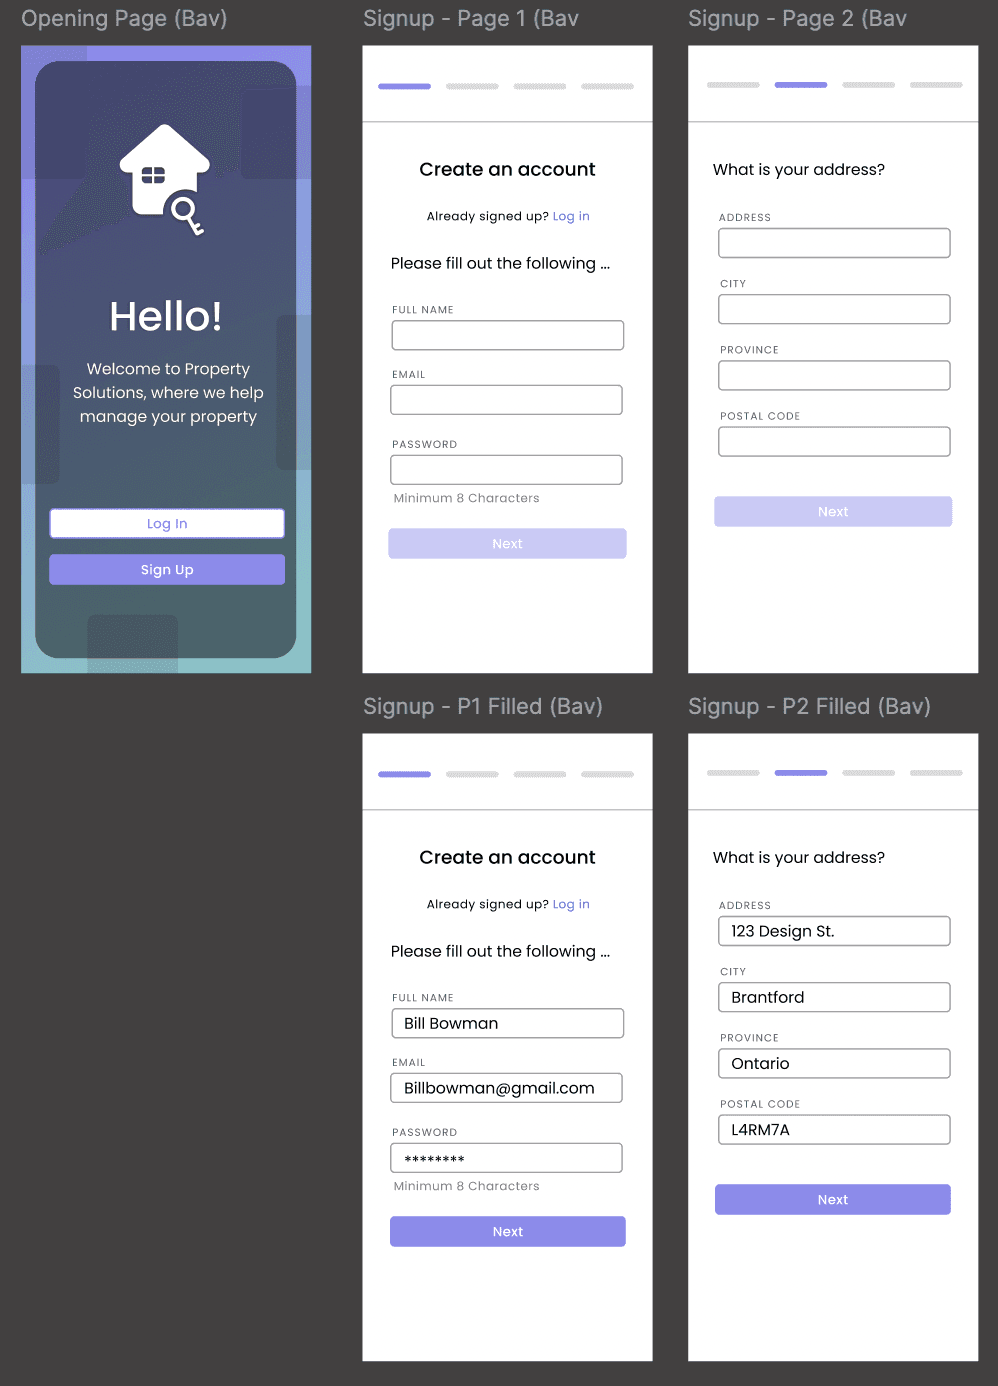 Opening Page (Bav)
Signup - Page 1 (Bav
Signup - Page 2 (Bav
Hello!
Welcome to Property
Solutions, where we help
manage your property
Log In
Sign Up
Create an account
Already signed up? Log in
Please fill out the following ...
FULL NAME
EMAIL
PASSWORD
Minimum 8 Characters
Next
What is your address?
ADDRESS
CITY
PROVINCE
POSTAL CODE
Next
Signup - P1 Filled (Bav)
Signup - P2 Filled (Bav)
Create an account
Already signed up? Log in
Please fill out the following ...
FULL NAME
Bill Bowman
EMAIL
Billbowman@gmail.com
PASSWORD
********
Minimum 8 Characters
Next
What is your address?
ADDRESS
123 Design St.
CITY
Brantford
PROVINCE
Ontario
POSTAL CODE
L4RM7A
Next